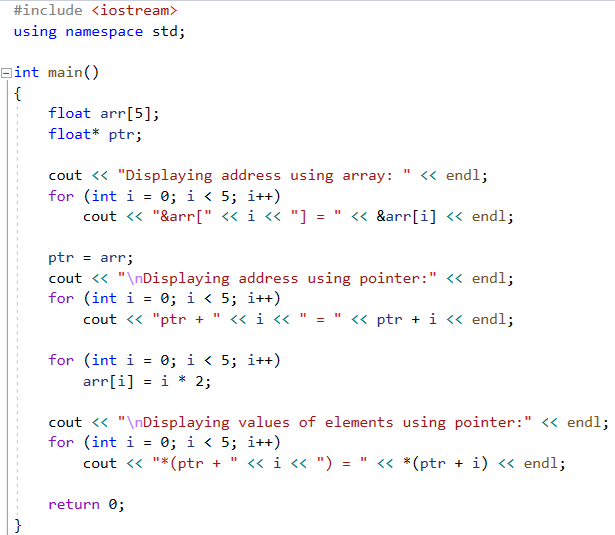 #include <iostream>
using namespace std;
int main()
{
float arr[5];
float* ptr;
cout << "Displaying address using array: " << endl;
for (int i = 0; i < 5; i++)
cout << "&arr[" << i << "] = " << &arr[i] << endl;
ptr = arr;
cout << "\nDisplaying address using pointer:" << endl;
for (int i = 0; i < 5; i++)
cout << "ptr + " << i << " = " << ptr + i << endl;
for (int i = 0; i < 5; i++)
arr[i] = i * 2;
cout << "\nDisplaying values of elements using pointer:" << endl;
for (int i = 0; i < 5; i++)
cout << "*(ptr + " << i << ") = " << *(ptr + i) << endl;
return 0;
}